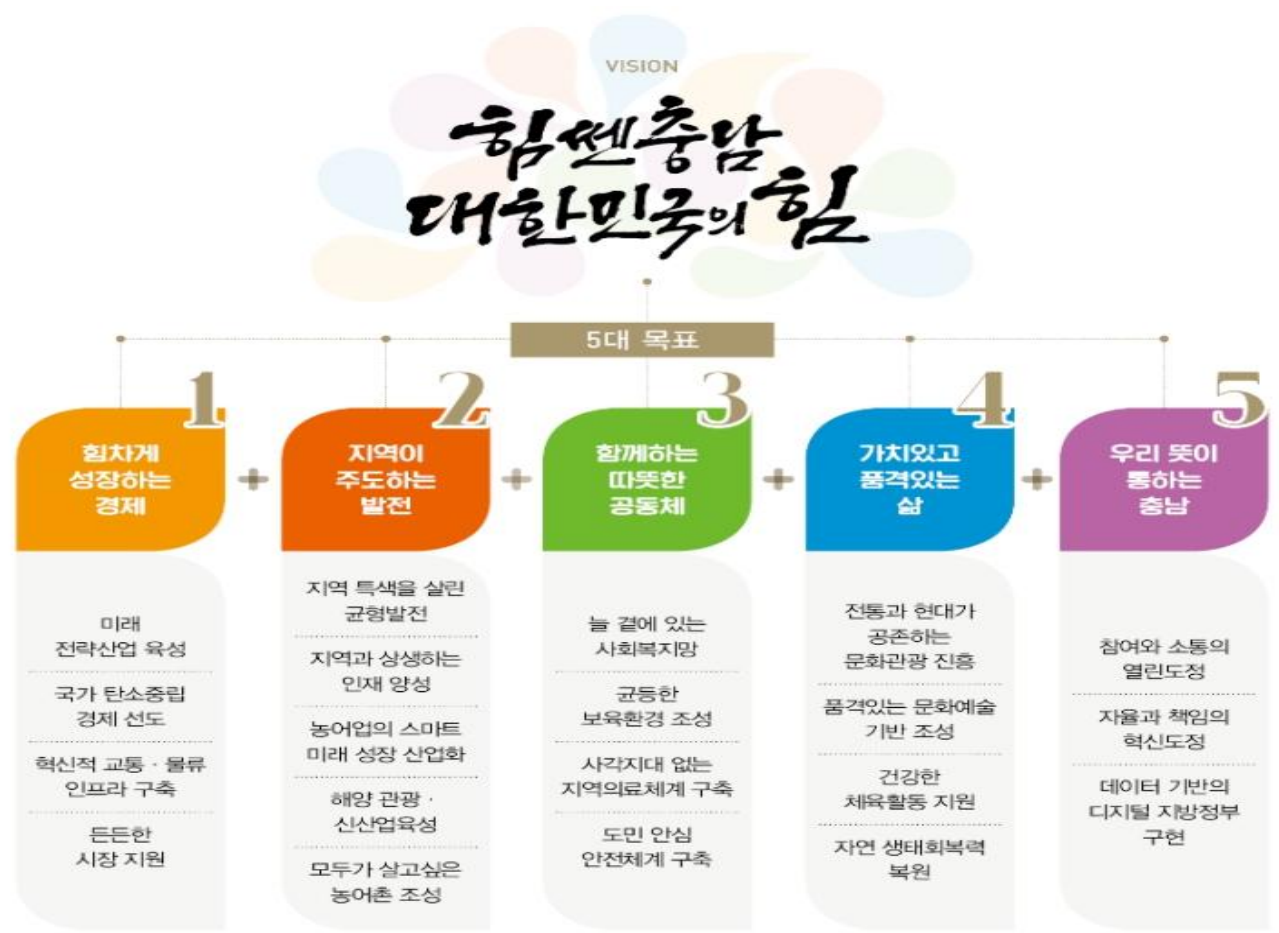 VISION
힘쎈충남
대한민국의 힘
5대 목표
1
힘차게
성장하는
경제
미래
전략산업 육성
국가 탄소중립
경제 선도
혁신적 교통 · 물류
인프라 구축
든든한
시장 지원
2
지역이
주도하는
발전
지역 특색을 살린
균형발전
지역과 상생하는
인재 양성
농어업의 스마트
미래 성장 산업화
해양 관광 ·
신산업육성
모두가 살고싶은
농어촌 조성
3
함께하는
따뜻한
공동체
늘 곁에 있는
사회복지망
균등한
보육환경 조성
사각지대 없는
지역의료체계 구축
도민 안심
안전체계 구축
4
가치있고
품격있는
삶
전통과 현대가
공존하는
문화관광 진흥
품격있는 문화예술
기반 조성
건강한
체육활동 지원
자연 생태회복력
복원
5
우리 뜻이
통하는
충남
참여와 소통의
열린도정
자율과 책임의
혁신도정
데이터 기반의
디지털 지방정부
구현